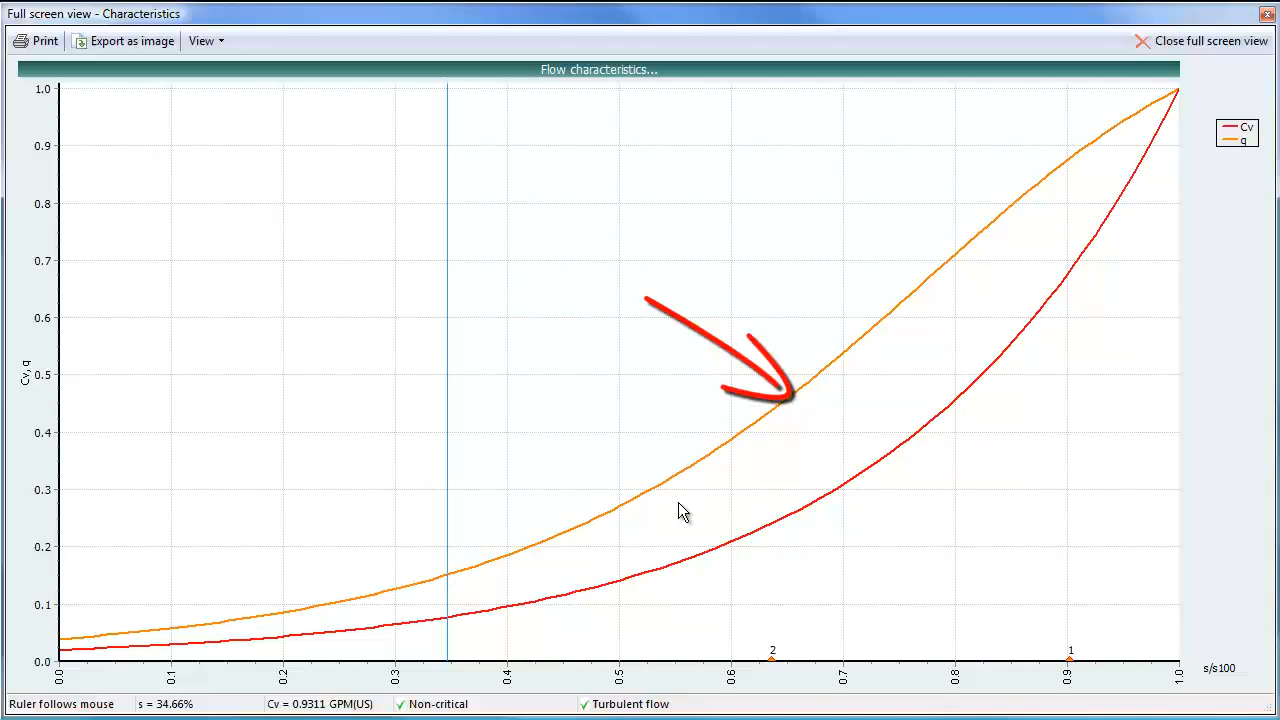 Full screen view - Characteristics
Print Export as image View Close full screen view
Flow characteristics...
Cv
q
1.0
0.9
0.8
0.7
0.6
0.5
0.4
0.3
0.2
0.1
0.0
Cv, q
2 1
0.0 0.1 0.2 0.3 0.4 0.5 0.6 0.7 0.8 0.9 1.0
s/s100
Ruler follows mouse s = 34.66% Cv = 0.9311 GPM(US) Non-critical Turbulent flow